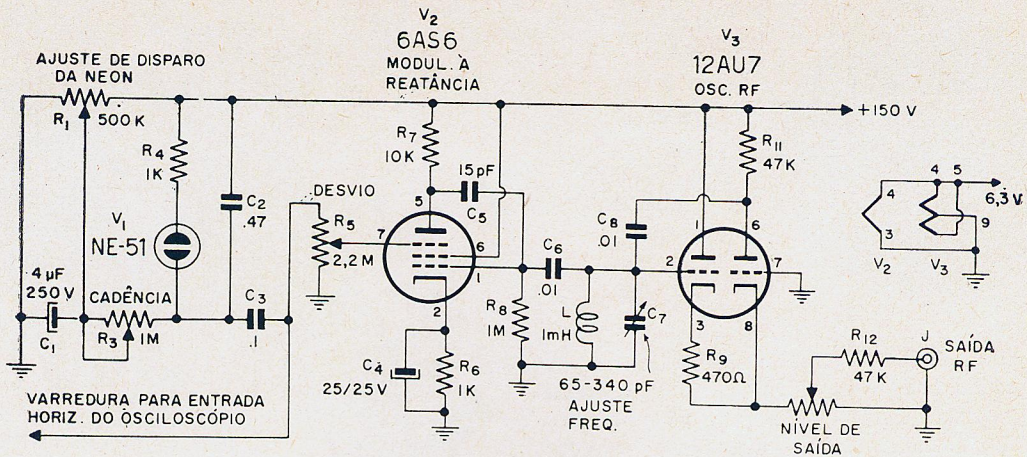 V₂
6AS6
MODUL. À
REATÂNCIA
V₃
12AU7
OSC. RF
AJUSTE DE DISPARO
DA NEON
R₁ 500 K
+150 V
R₄
1K
C₂
.47
R₇
10K
15 pF
C₅
R₁₁
47K
V₁
NE-51
DESVIO
R₅
2,2 M
5
7
6
1
2
C₆
.01
C₈
.01
1
6
2
7
3
8
4
3
V₂
4
5
9
V₃
6,3 V.
4 µF
250 V
C₁
CADÊNCIA
R₃
1M
C₃
.1
R₈
1M
L
1mH
C₇
65-340 pF
AJUSTE
FREQ.
C₄
25/25V
R₆
1K
R₉
470Ω
R₁₂
47 K
J
SAÍDA
RF
NÍVEL DE
SAÍDA
VARREDURA PARA ENTRADA
HORIZ. DO OSCILOSCÓPIO